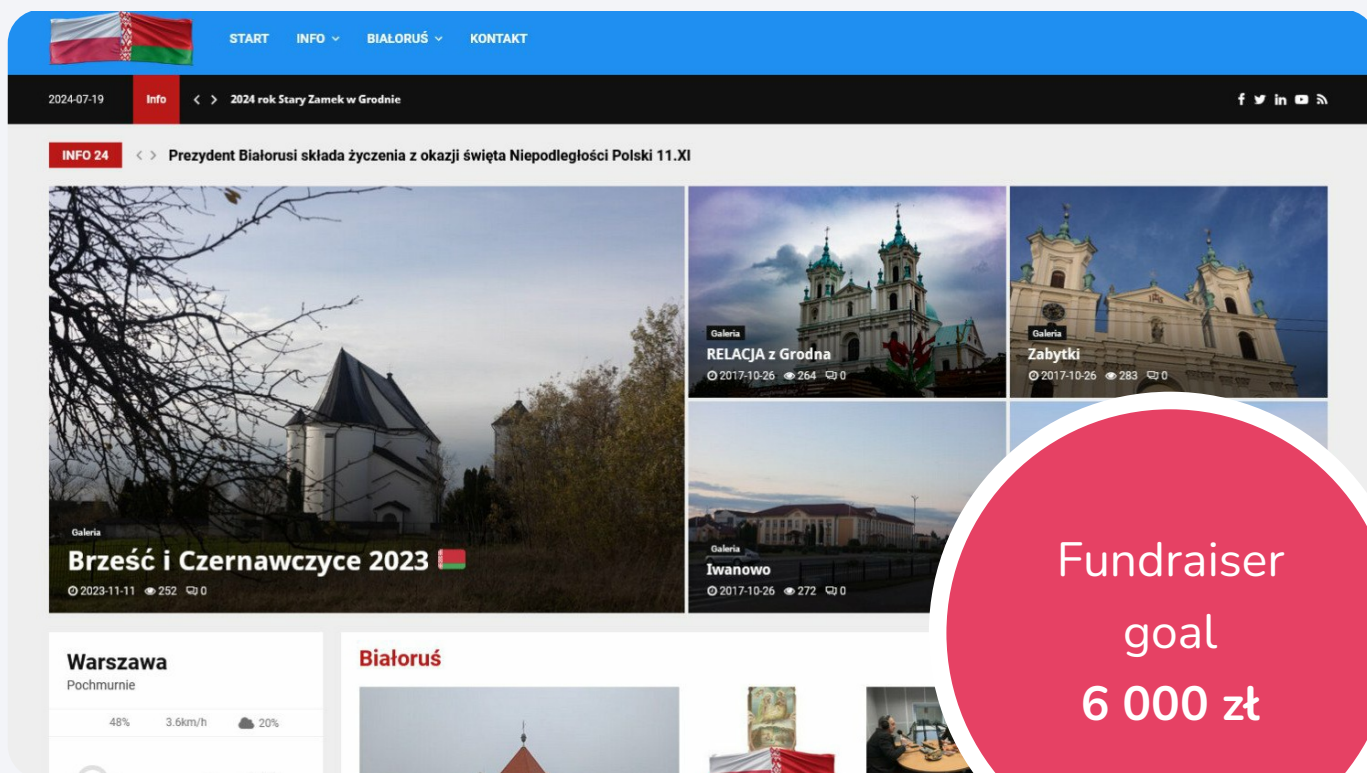 START INFO BIAŁORUŚ KONTAKT
2024-07-19 Info 2024 rok Stary Zamek w Grodnie
INFO 24 Prezydent Białorusi składa życzenia z okazji święta Niepodległości Polski 11.XI
Galeria
Brześć i Czernawczyce 2023
2023-11-11 252 0
Galeria
RELACJA z Grodna
2017-10-26 264 0
Galeria
Zabytki
2017-10-26 283 0
Galeria
Iwanowo
2017-10-26 272 0
Warszawa
Pochmurnie
48% 3.6km/h 20%
Białoruś
Fundraiser
goal
6 000 zł